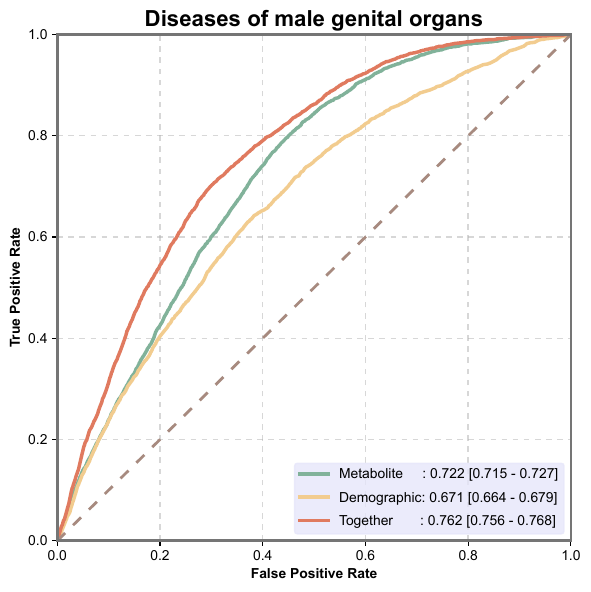 Diseases of male genital organs
1.0
0.8
0.6
0.4
0.2
0.0
True Positive Rate
Metabolite : 0.722 [0.715 - 0.727]
Demographic: 0.671 [0.664 - 0.679]
Together : 0.762 [0.756 - 0.768]
0.0 0.2 0.4 0.6 0.8 1.0
False Positive Rate